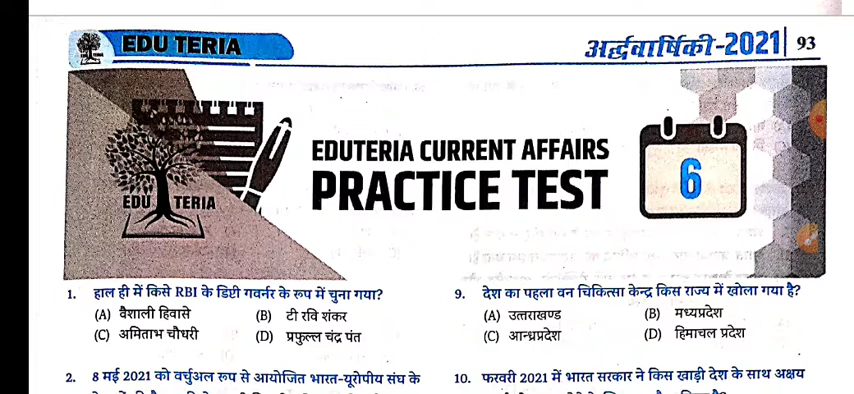 EDU TERIA
अर्द्धवार्षिकी-2021 93
EDUTERIA CURRENT AFFAIRS
PRACTICE TEST
6
EDU TERIA
1. हाल ही में किसे RBI के डिप्टी गवर्नर के रूप में चुना गया?
(A) वैशाली हिवासे (B) टी रवि शंकर
(C) अमिताभ चौधरी (D) प्रफुल्ल चंद्र पंत
2. 8 मई 2021 को वर्चुअल रूप से आयोजित भारत-यूरोपीय संघ के
9. देश का पहला वन चिकित्सा केन्द्र किस राज्य में खोला गया है?
(A) उत्तराखण्ड (B) मध्यप्रदेश
(C) आन्ध्रप्रदेश (D) हिमाचल प्रदेश
10. फरवरी 2021 में भारत सरकार ने किस खाड़ी देश के साथ अक्षय